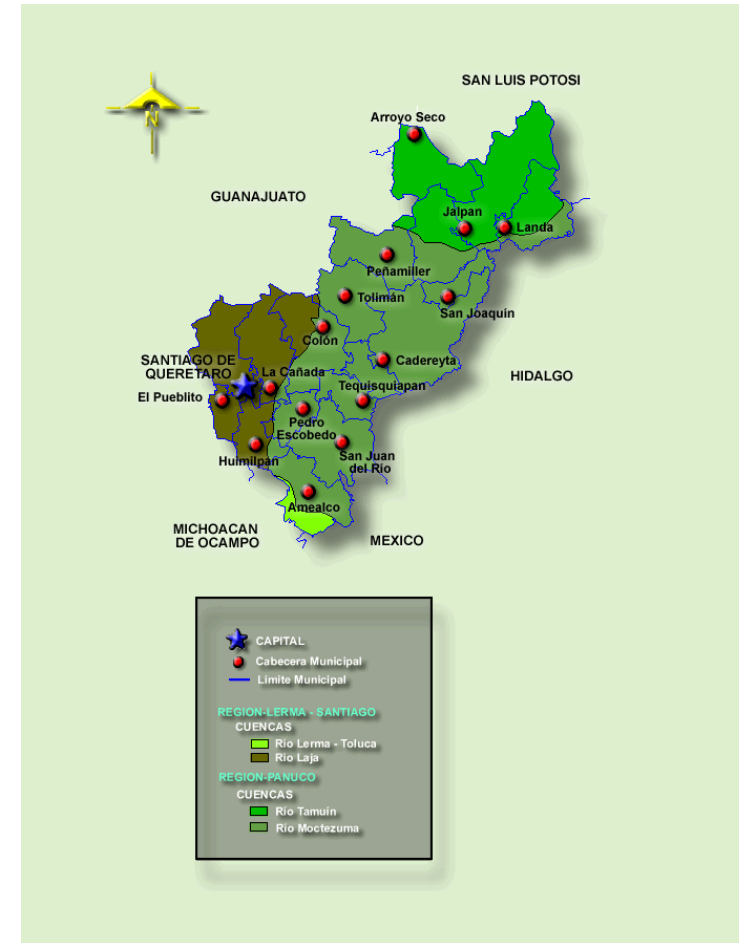 SAN LUIS POTOSI
Arroyo Seco
N
GUANAJUATO
Jalpan
Landa
Peñamiller
Tolimán
San Joaquín
Colón
SANTIAGO DE
QUERETARO
La Cañada
Cadereyta
HIDALGO
El Pueblito
Tequisquiapan
Pedro
Escobedo
Huimilpan
San Juan
del Río
Amealco
MICHOACAN
DE OCAMPO
MEXICO
CAPITAL
Cabecera Municipal
Limite Municipal
REGION-LERMA - SANTIAGO
CUENCAS
Río Lerma - Toluca
Río Laja
REGION-PANUCO
CUENCAS
Río Tamuín
Río Moctezuma